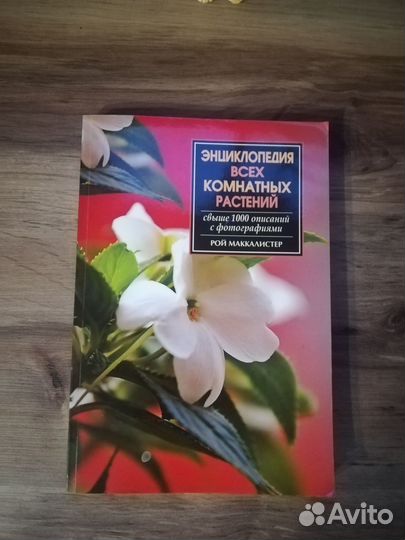 ЭНЦИКЛОПЕДИЯ
ВСЕХ
КОМНАТНЫХ
РАСТЕНИЙ
свыше 1000 описаний
с фотографиями
РОЙ МАККАЛИСТЕР
Avito